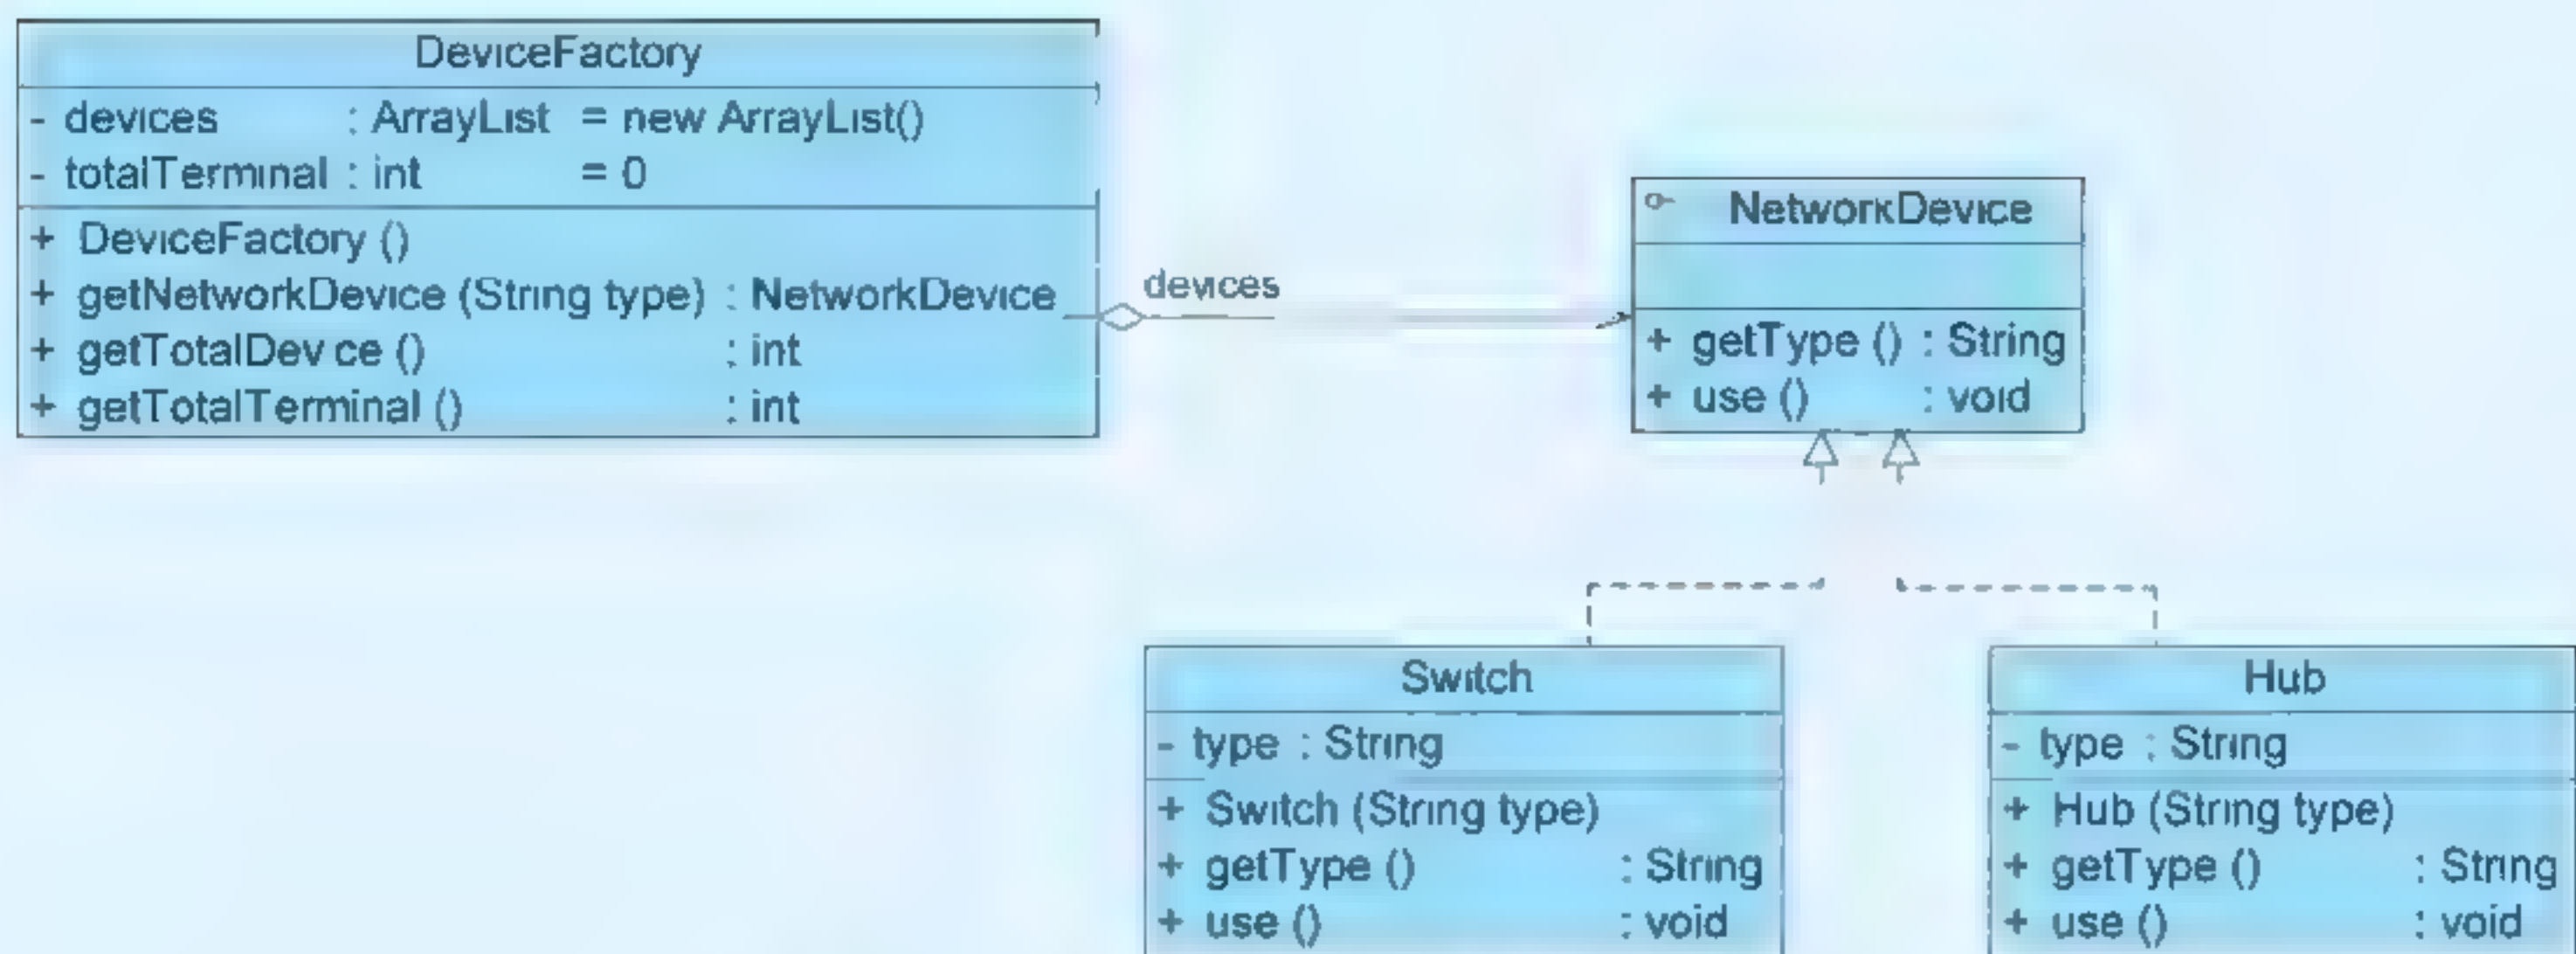 DeviceFactory
- devices : ArrayList = new ArrayList()
- totalTerminal : int = 0
+ DeviceFactory ()
+ getNetworkDevice (String type) : NetworkDevice
+ getTotalDev ce () : int
+ getTotalTerminal () : int
devices
NetworkDevice
+ getType () : String
+ use () : void
Switch
- type : String
+ Switch (String type)
+ getType () : String
+ use () : void
Hub
- type : String
+ Hub (String type)
+ getType () : String
+ use () : void